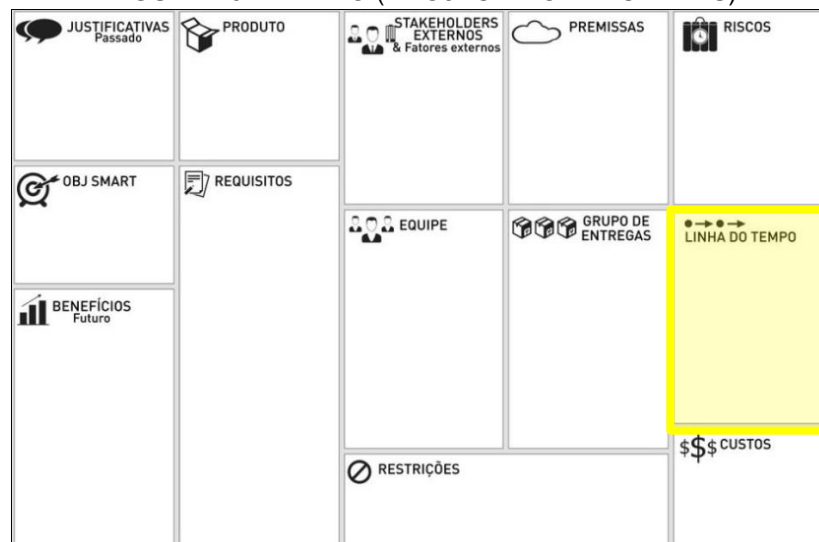 JUSTIFICATIVAS
Passado
PRODUTO
STAKEHOLDERS
EXTERNOS
& Fatores externos
PREMISSAS
RISCOS
OBJ SMART
REQUISITOS
EQUIPE
GRUPO DE
ENTREGAS
LINHA DO TEMPO
BENEFÍCIOS
Futuro
RESTRIÇÕES
$$$ CUSTOS